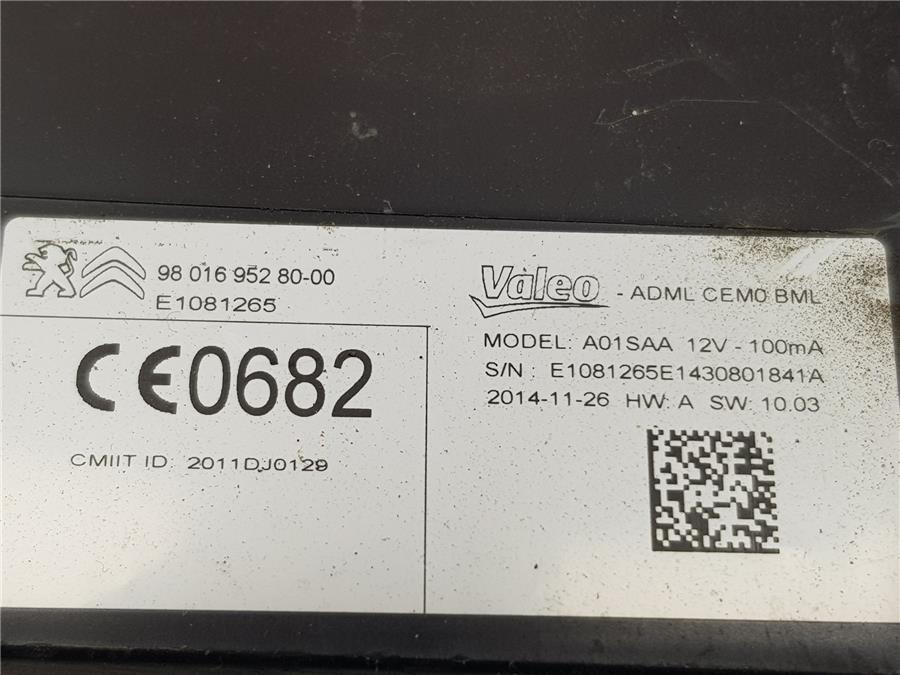 98 016 952 80-00
E1081265
CE0682
CMIIT ID: 2011DJ0129
Valeo - ADML CEM0 BML
MODEL: A01SAA 12V - 100mA
S/N : E1081265E1430801841A
2014-11-26 HW: A SW: 10.03